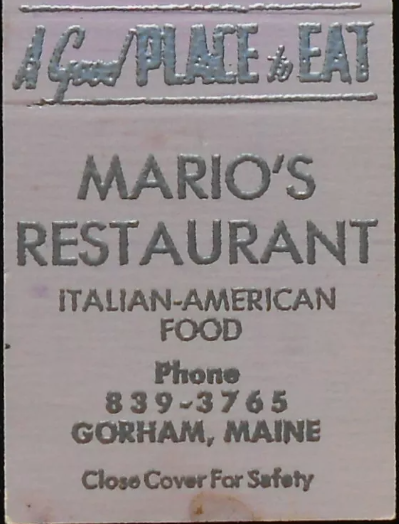 A Good PLACE to EAT
MARIO'S
RESTAURANT
ITALIAN-AMERICAN
FOOD
Phone
839-3765
GORHAM, MAINE
Close Cover For Safety